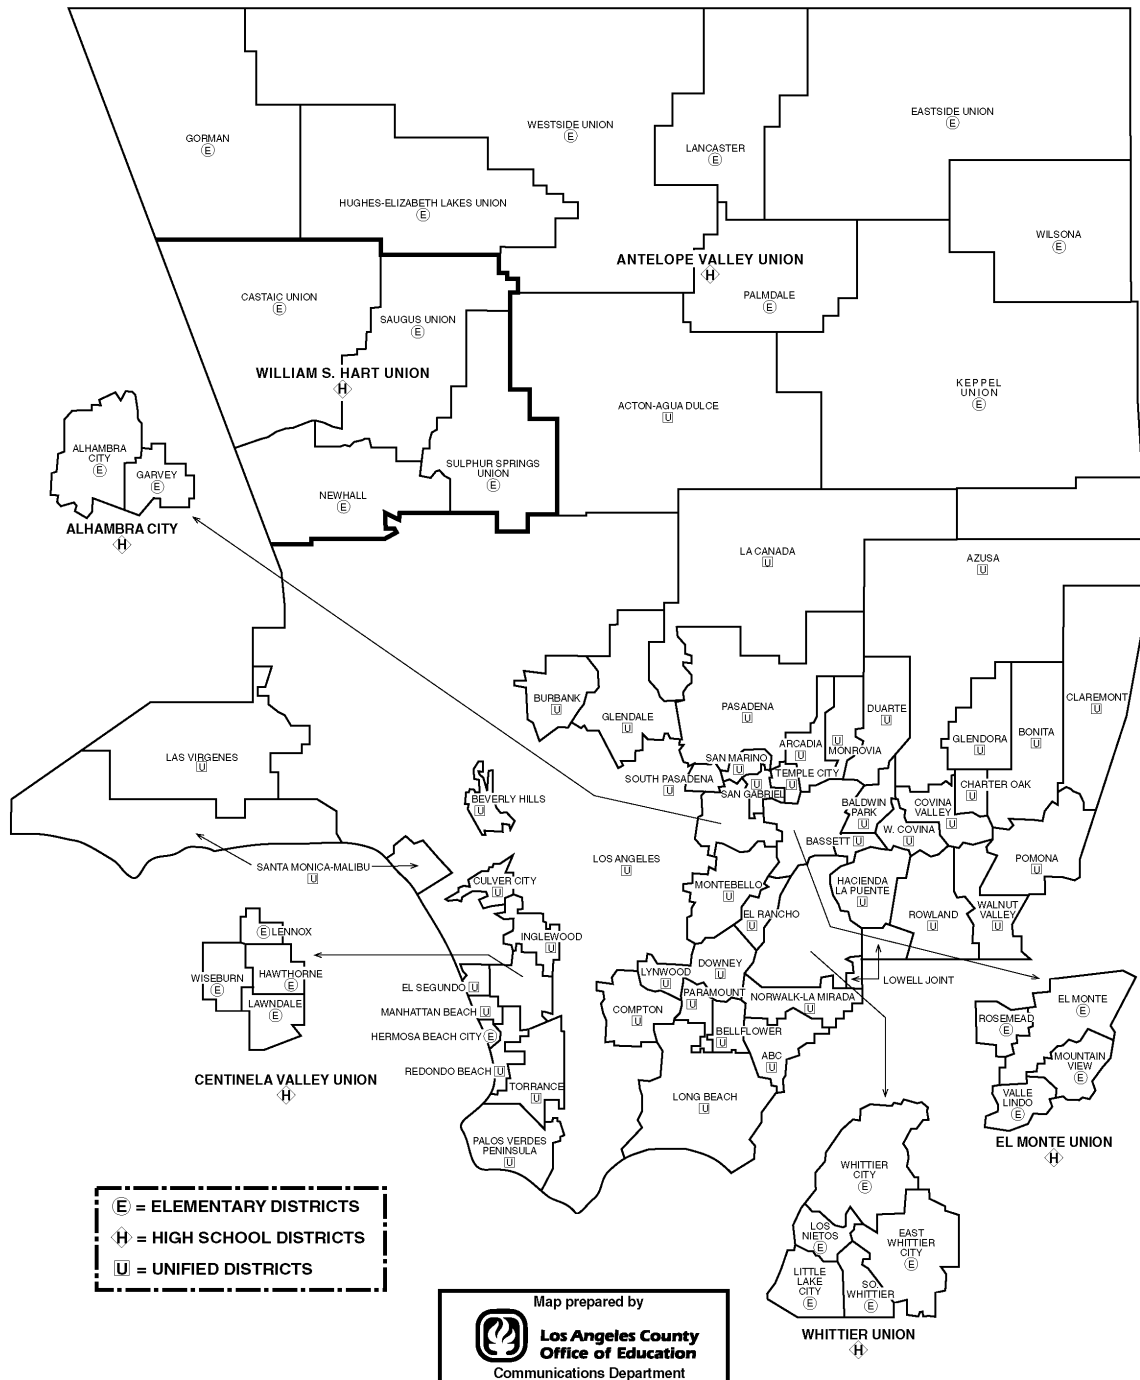 GORMAN
E
WESTSIDE UNION
E
LANCASTER
E
EASTSIDE UNION
E
HUGHES-ELIZABETH LAKES UNION
E
WILSONA
E
ANTELOPE VALLEY UNION
H
CASTAIC UNION
E
SAUGUS UNION
E
PALMDALE
E
WILLIAM S. HART UNION
H
ACTON-AGUA DULCE
U
KEPPEL
UNION
E
ALHAMBRA
CITY
E
GARVEY
E
ALHAMBRA CITY
H
NEWHALL
E
SULPHUR SPRINGS
UNION
E
LA CANADA
U
AZUSA
U
BURBANK
U
GLENDALE
U
PASADENA
U
DUARTE
U
ARCADIA
U
U
MONROVIA
GLENDORA
U
BONITA
U
CLAREMONT
U
LAS VIRGENES
U
SAN MARINO
U
SOUTH PASADENA
U
U
SAN GABRIEL
TEMPLE CITY
U
CHARTER OAK
U
BEVERLY HILLS
U
BALDWIN
PARK
U
COVINA
VALLEY
U
W. COVINA
U
BASSETT U
LOS ANGELES
U
SANTA MONICA-MALIBU
U
CULVER CITY
U
MONTEBELLO
U
HACIENDA
LA PUENTE
U
POMONA
U
EL RANCHO
U
ROWLAND
U
WALNUT
VALLEY
U
E LENNOX
INGLEWOOD
U
WISEBURN
E
HAWTHORNE
E
LAWNDALE
E
CENTINELA VALLEY UNION
H
EL SEGUNDO U
MANHATTAN BEACH U
HERMOSA BEACH CITY E
REDONDO BEACH U
TORRANCE
U
LYNWOOD
U
DOWNEY
U
PARAMOUNT
U
COMPTON
U
NORWALK-LA MIRADA
U
LOWELL JOINT
BELLFLOWER
U
ABC
U
LONG BEACH
U
PALOS VERDES
PENINSULA
U
EL MONTE
E
ROSEMEAD
E
MOUNTAIN
VIEW
E
VALLE
LINDO
E
EL MONTE UNION
H
WHITTIER
CITY
E
LOS
NIETOS
E
EAST
WHITTIER
CITY
E
LITTLE
LAKE
CITY
E
SO.
WHITTIER
E
WHITTIER UNION
H
E = ELEMENTARY DISTRICTS
H = HIGH SCHOOL DISTRICTS
U = UNIFIED DISTRICTS
Map prepared by
Los Angeles County
Office of Education
Communications Department